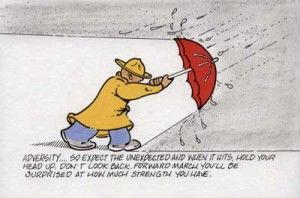 ADVERSITY.... SO EXPECT THE UNEXPECTED AND WHEN IT HITS, HOLD YOUR
HEAD UP. DON'T LOOK BACK. FORWARD MARCH YOU'LL BE
SURPRISED AT HOW MUCH STRENGTH YOU HAVE.